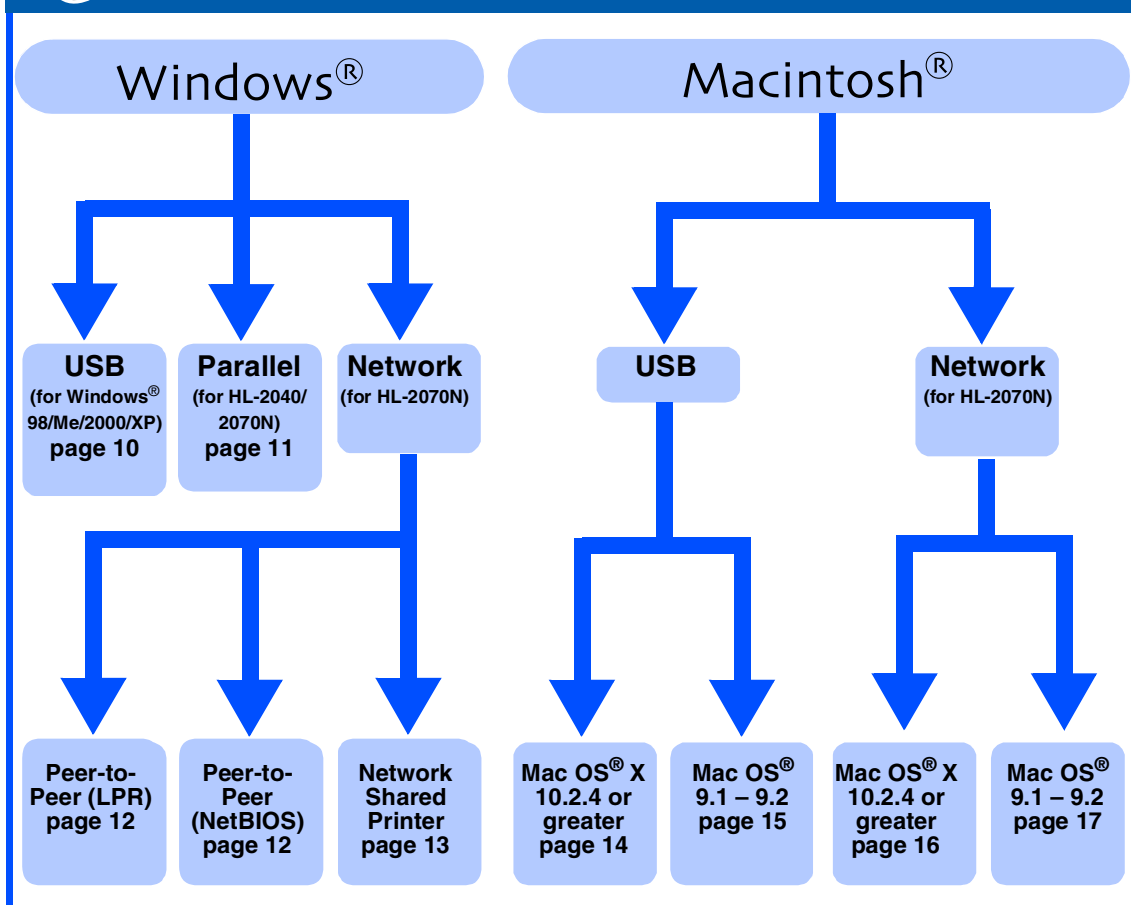 Windows®
Macintosh®
USB
(for Windows®
98/Me/2000/XP)
page 10
Parallel
(for HL-2040/
2070N)
page 11
Network
(for HL-2070N)
USB
Network
(for HL-2070N)
Peer-to-
Peer (LPR)
page 12
Peer-to-
Peer
(NetBIOS)
page 12
Network
Shared
Printer
page 13
Mac OS® X
10.2.4 or
greater
page 14
Mac OS®
9.1 – 9.2
page 15
Mac OS® X
10.2.4 or
greater
page 16
Mac OS®
9.1 – 9.2
page 17